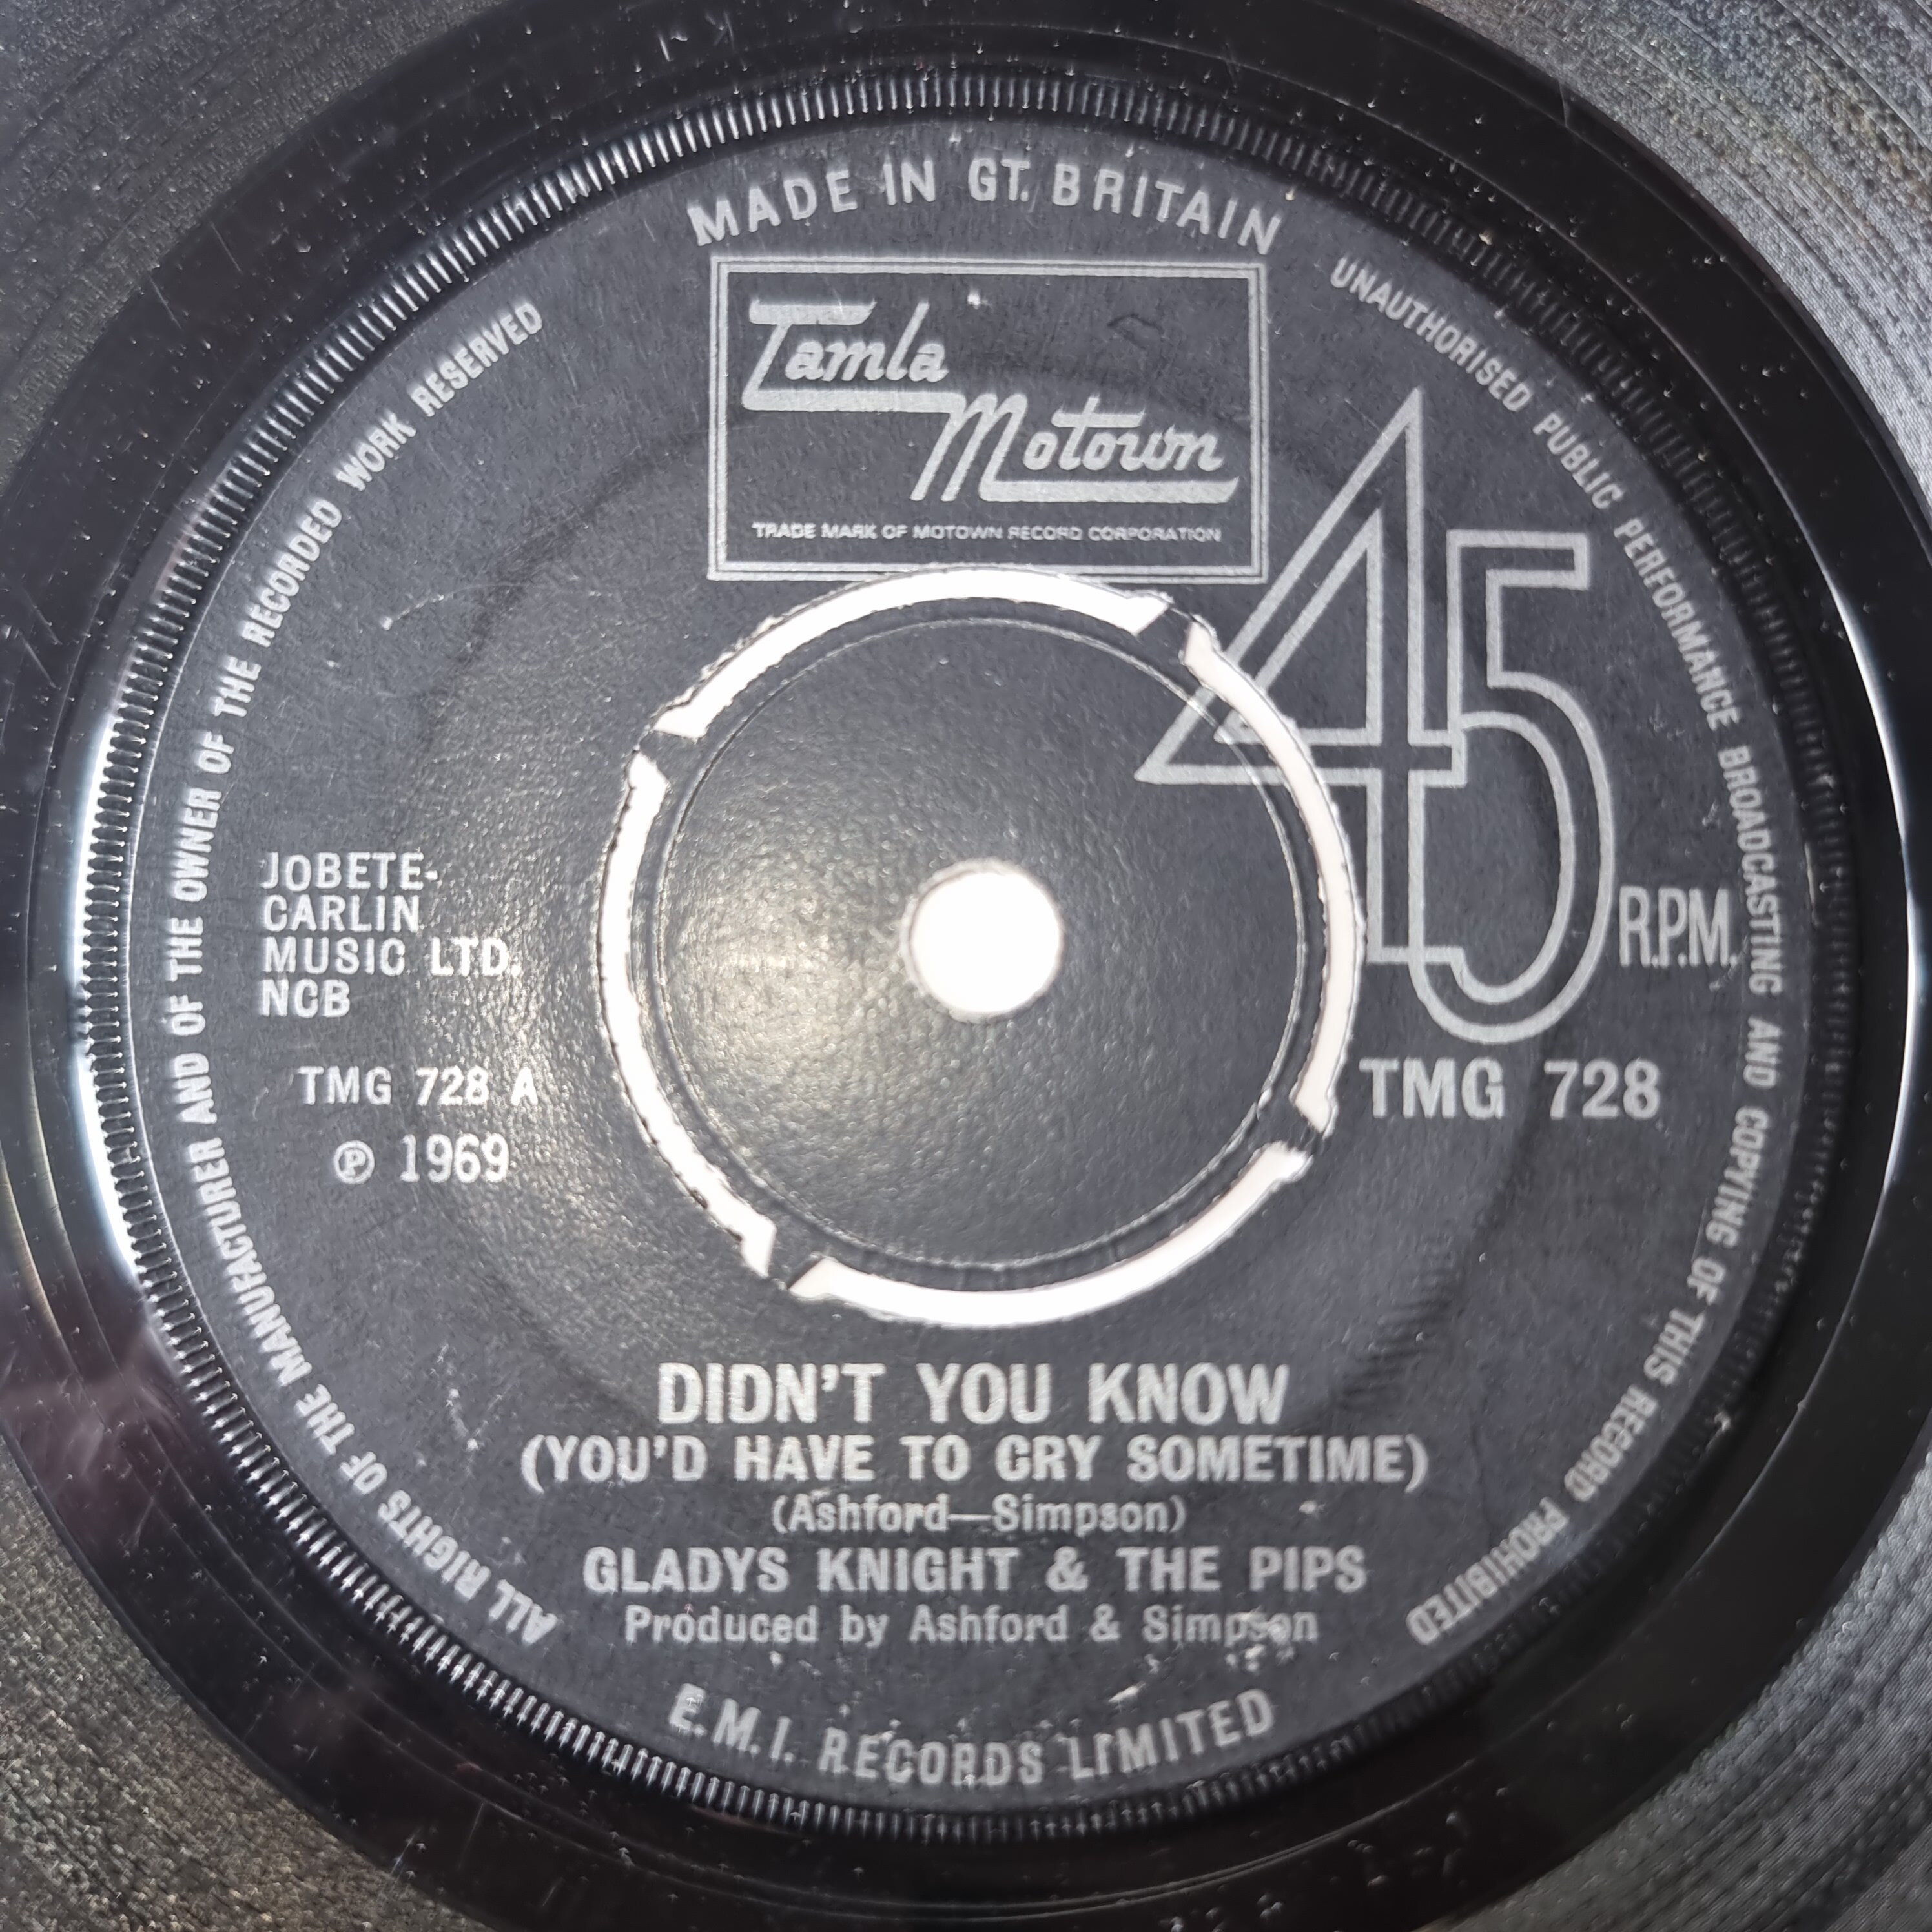 MADE IN GT. BRITAIN
Tamla
Motown
TRADE MARK OF MOTOWN RECORD CORPORATION
UNAUTHORISED PUBLIC PERFORMANCE BROADCASTING AND COPYING OF THIS RECORD PROHIBITED
ALL RIGHTS OF THE MANUFACTURER AND OF THE OWNER OF THE RECORDED WORK RESERVED
45
R.P.M.
JOBETE-
CARLIN
MUSIC LTD.
NCB
TMG 728 A
℗ 1969
TMG 728
DIDN'T YOU KNOW
(YOU'D HAVE TO CRY SOMETIME)
(Ashford—Simpson)
GLADYS KNIGHT & THE PIPS
Produced by Ashford & Simpson
E.M.I. RECORDS LIMITED